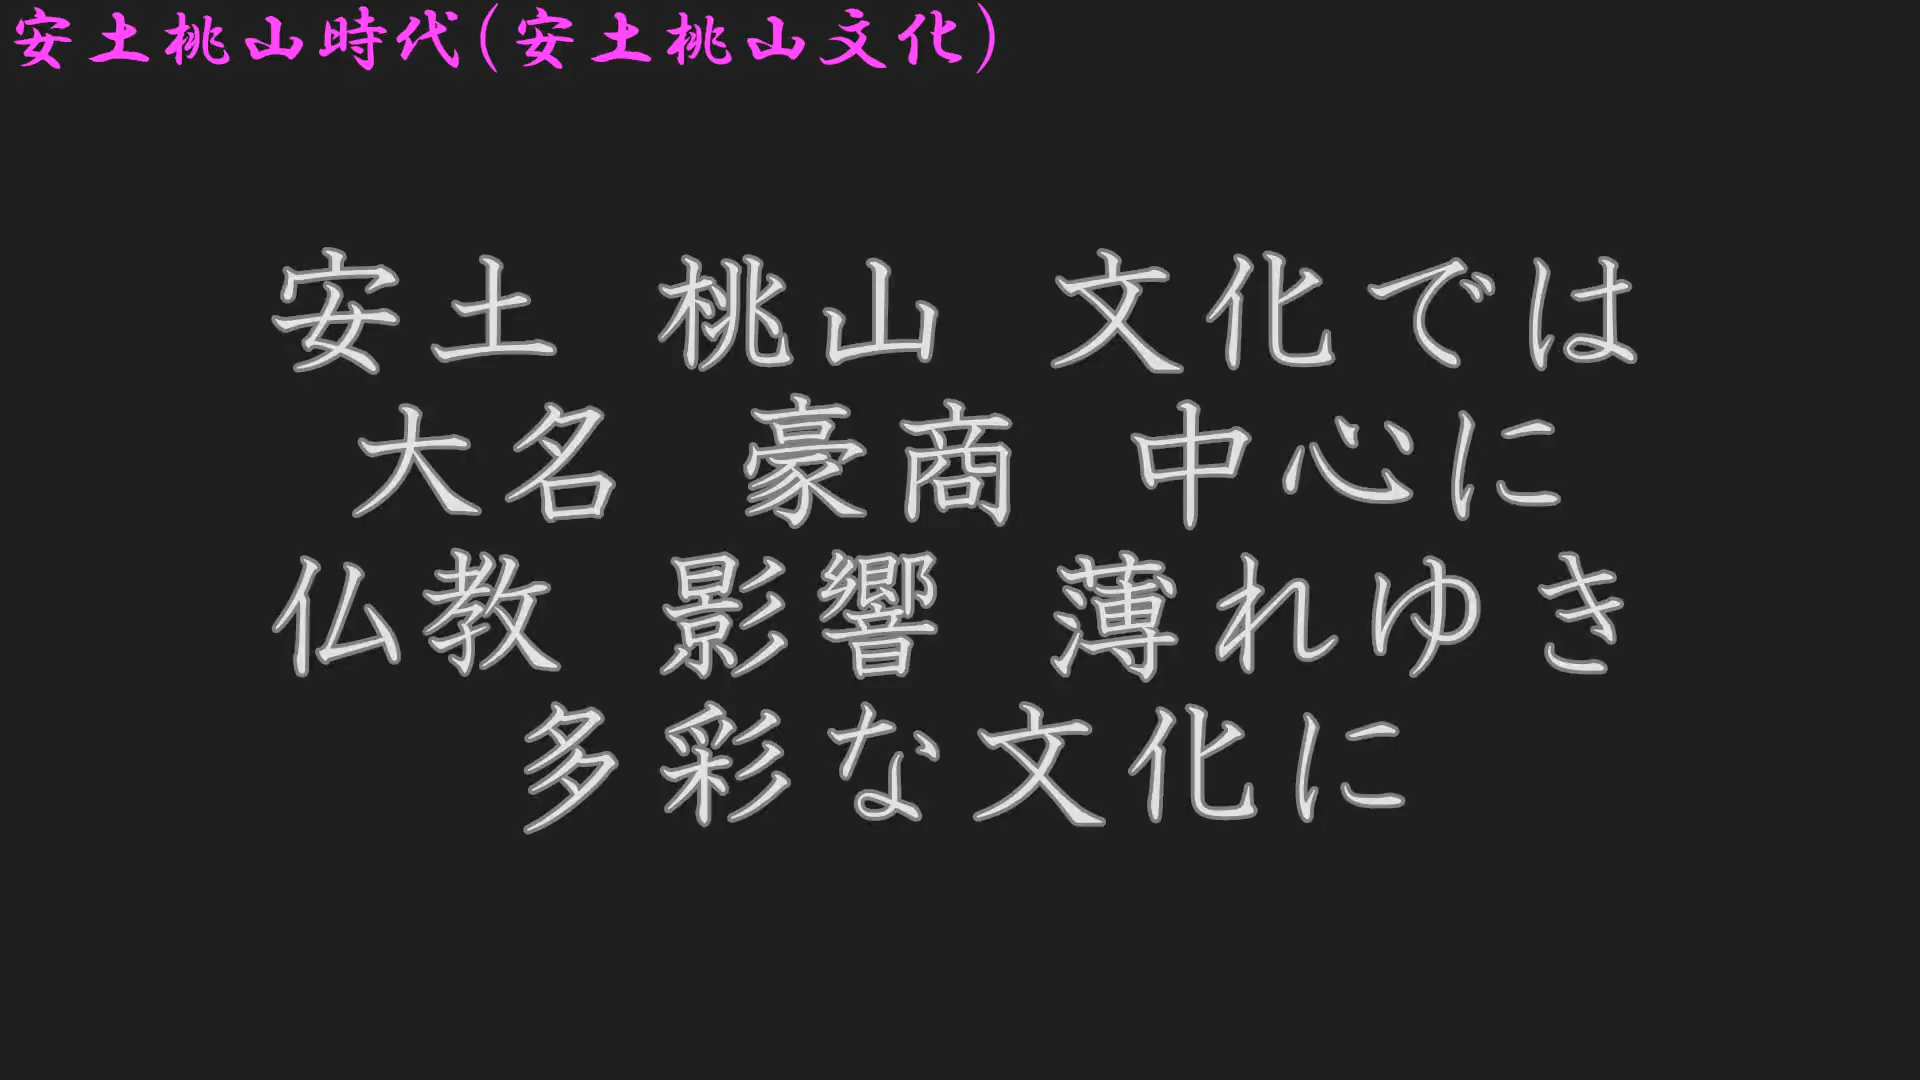 安土桃山時代(安土桃山文化)
安土 桃山 文化では
大名 豪商 中心に
仏教 影響 薄れゆき
多彩な文化に